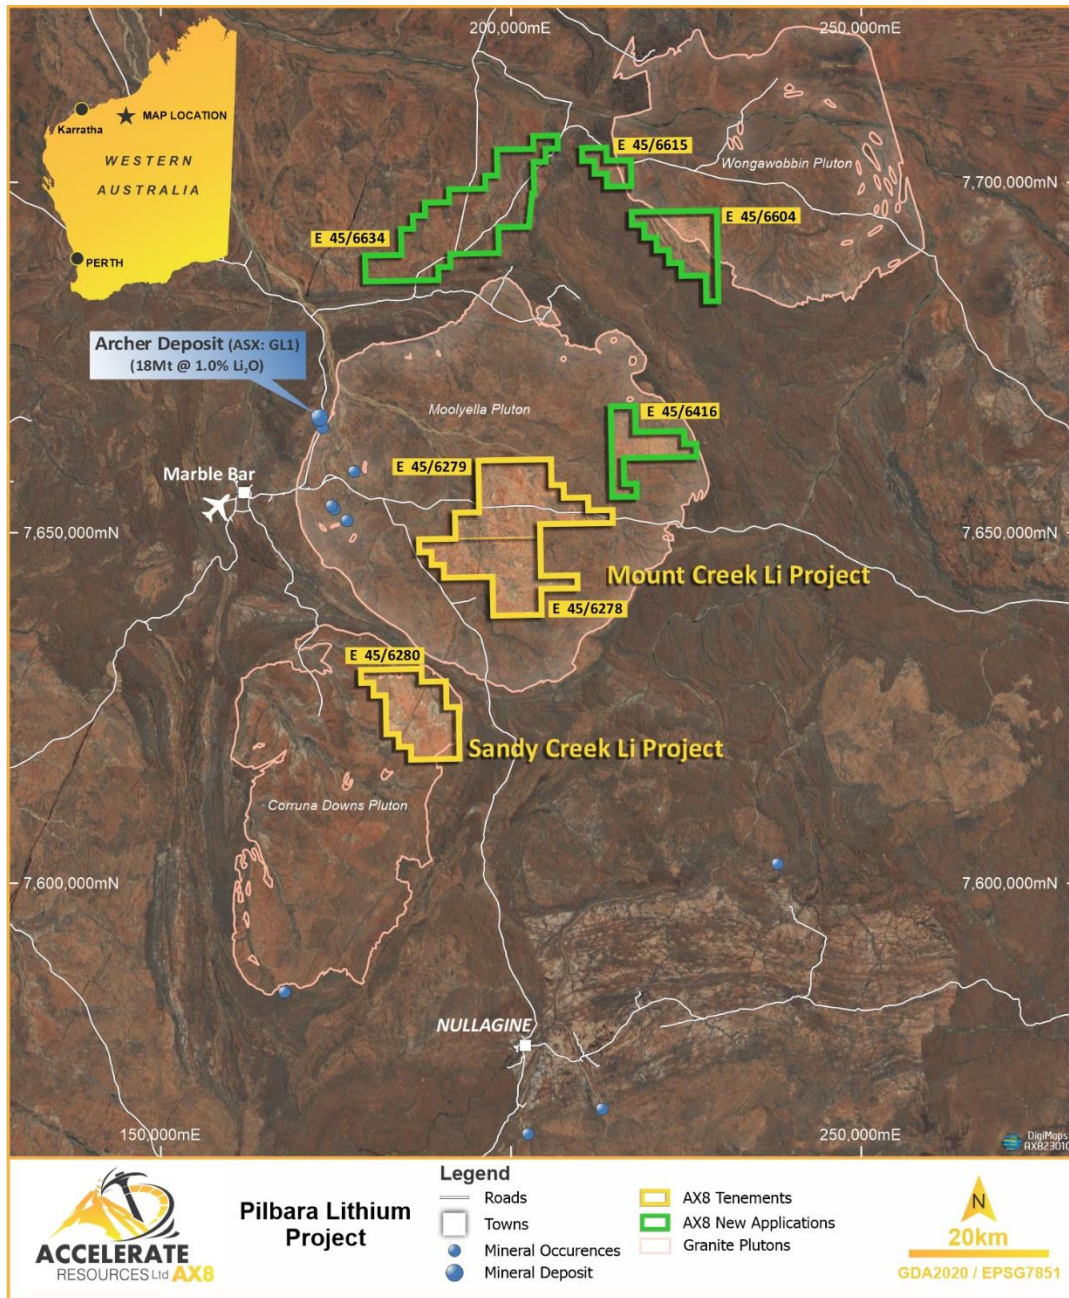 200,000mE
250,000mE
Karratha
MAP LOCATION
WESTERN
AUSTRALIA
PERTH
E 45/6615
Wongawobbin Pluton
7,700,000mN
E 45/6604
E 45/6634
Archer Deposit (ASX: GL1)
(18Mt @ 1.0% Li₂O)
Moolyella Pluton
E 45/6416
E 45/6279
Marble Bar
7,650,000mN
7,650,000mN
Mount Creek Li Project
E 45/6278
E 45/6280
Sandy Creek Li Project
Corruna Downs Pluton
7,600,000mN
7,600,000mN
NULLAGINE
150,000mE
250,000mE
DigiMaps
AX823010
ACCELERATE
RESOURCES Ltd AX8
Pilbara Lithium
Project
Legend
Roads
Towns
Mineral Occurences
Mineral Deposit
AX8 Tenements
AX8 New Applications
Granite Plutons
N
20km
GDA2020 / EPSG7851